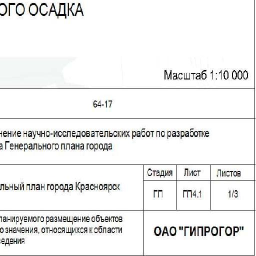 ОГО ОСАДКА
Масштаб 1:10 000
64-17
нение научно-исследовательских работ по разработке
а Генерального плана города
Стадия Лист Листов
льный план города Красноярск
ГП ГП4.1 1/3
ланируемого размещение объектов
о значения, относящихся к области
едения
ОАО "ГИПРОГОР"